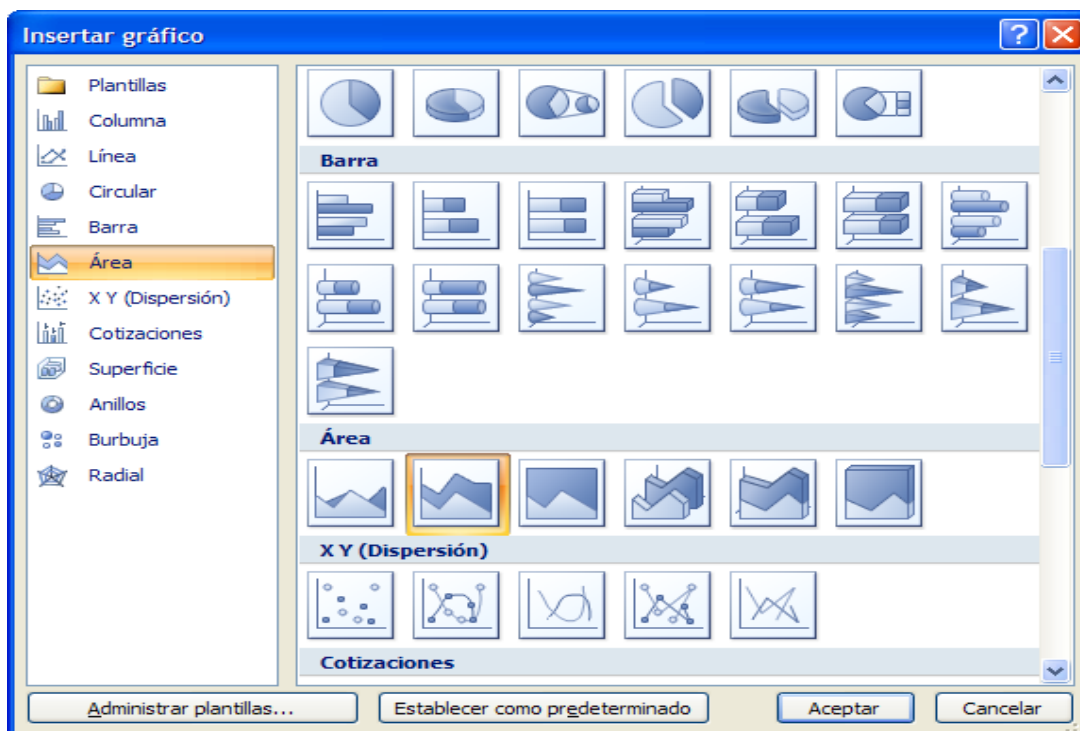 Insertar gráfico
Plantillas
Columna
Línea
Circular
Barra
Área
X Y (Dispersión)
Cotizaciones
Superficie
Anillos
Burbuja
Radial
Barra
Área
X Y (Dispersión)
Cotizaciones
Administrar plantillas...
Establecer como predeterminado
Aceptar
Cancelar